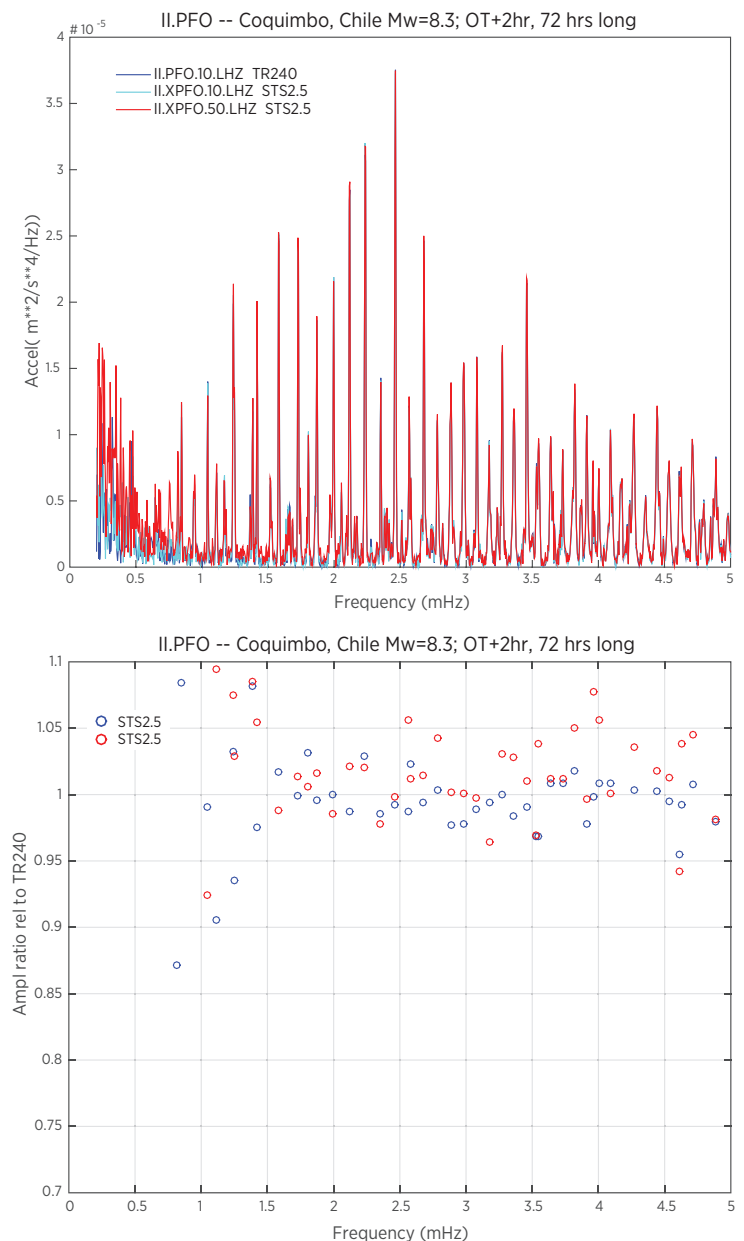 II.PFO -- Coquimbo, Chile Mw=8.3; OT+2hr, 72 hrs long
# 10 -5
4
3.5
3
2.5
2
1.5
1
0.5
0
Accel( m**2/s**4/Hz))
II.PFO.10.LHZ TR240
II.XPFO.10.LHZ STS2.5
II.XPFO.50.LHZ STS2.5
0 0.5 1 1.5 2 2.5 3 3.5 4 4.5 5
Frequency (mHz)
II.PFO -- Coquimbo, Chile Mw=8.3; OT+2hr, 72 hrs long
1.1
1.05
1
0.95
0.9
0.85
0.8
0.75
0.7
Ampl ratio rel to TR240
STS2.5
STS2.5
0 0.5 1 1.5 2 2.5 3 3.5 4 4.5 5
Frequency (mHz)